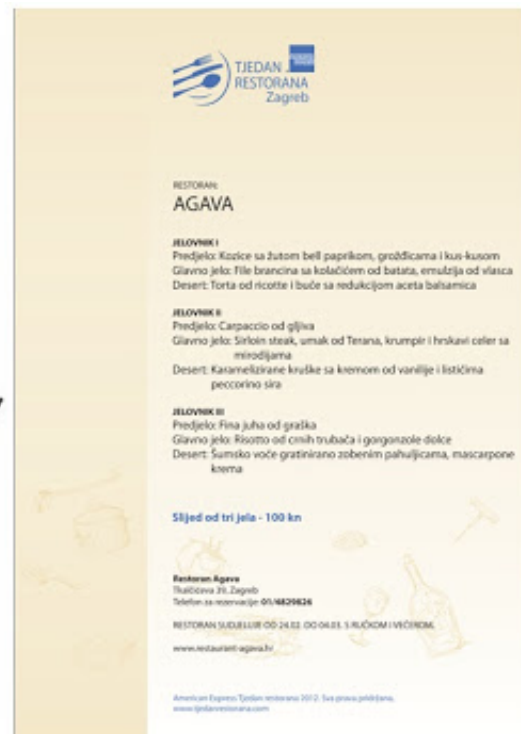 TJEDAN
RESTORANA
Zagreb
RESTORAN:
AGAVA
JELOVNIK I
Predjelo: Kozice sa žutom bell paprikom, grožđicama i kus-kusom
Glavno jelo: File brancina sa kolačićem od batata, emulzija od vlasca
Desert: Torta od ricotte i buče sa redukcijom aceta balsamica
JELOVNIK II
Predjelo: Carpaccio od gljiva
Glavno jelo: Sirloin steak, umak od Terana, krumpir i hrskavi celer sa
mirodijama
Desert: Karamelizirane kruške sa kremom od vanilije i listićima
peccorino sira
JELOVNIK III
Predjelo: Fina juha od graška
Glavno jelo: Risotto od crnih trubača i gorgonzole dolce
Desert: Šumsko voće gratinirano zobenim pahuljicama, mascarpone
krema
Slijed od tri jela - 100 kn
Restoran Agava
Tkalčićeva 39, Zagreb
Telefon za rezervacije: 01/4829826
RESTORAN SUDJELUJE OD 24.02. DO 04.03. S RUČKOM I VEČEROM.
www.restaurant-agava.hr
American Express Tjedan restorana 2012. Sva prava pridržana.
www.tjedanrestorana.com